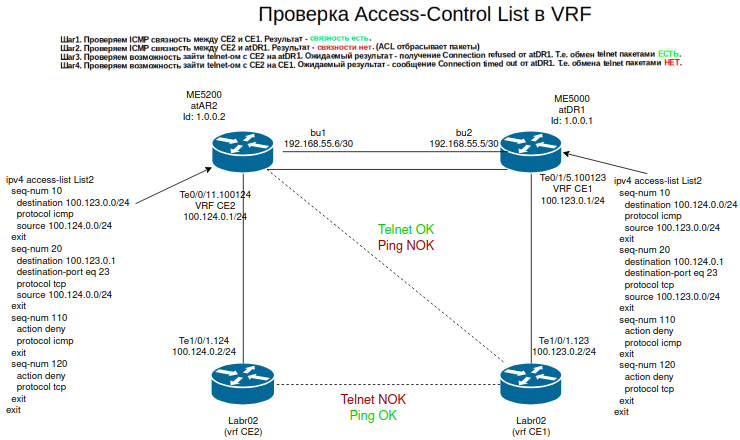 Проверка Access-Control List в VRF
Шаг1. Проверяем ICMP связность между CE2 и CE1. Результат - связность есть.
Шаг2. Проверяем ICMP связность между CE2 и atDR1. Результат - связности нет. (ACL отбрасывает пакеты)
Шаг3. Проверяем возможность зайти telnet-ом с CE2 на atDR1. Ожидаемый результат - получение Connection refused от atDR1. Т.е. обмен telnet пакетами ЕСТЬ.
Шаг4. Проверяем возможность зайти telnet-ом с CE2 на CE1. Ожидаемый результат - сообщение Connection timed out от atDR1. Т.е. обмена telnet пакетами НЕТ.
ME5200
atAR2
Id: 1.0.0.2
ME5000
atDR1
Id: 1.0.0.1
bu1
192.168.55.6/30
bu2
192.168.55.5/30
Te0/0/11.100124
VRF CE2
100.124.0.1/24
Te0/1/5.100123
VRF CE1
100.123.0.1/24
ipv4 access-list List2
seq-num 10
destination 100.123.0.0/24
protocol icmp
source 100.124.0.0/24
exit
seq-num 20
destination 100.123.0.1
destination-port eq 23
protocol tcp
source 100.124.0.0/24
exit
seq-num 110
action deny
protocol icmp
exit
seq-num 120
action deny
protocol tcp
exit
exit
ipv4 access-list List2
seq-num 10
destination 100.124.0.0/24
protocol icmp
source 100.123.0.0/24
exit
seq-num 20
destination 100.124.0.1
destination-port eq 23
protocol tcp
source 100.123.0.0/24
exit
seq-num 110
action deny
protocol icmp
exit
seq-num 120
action deny
protocol tcp
exit
exit
Telnet OK
Ping NOK
Te1/0/1.124
100.124.0.2/24
Te1/0/1.123
100.123.0.2/24
Telnet NOK
Ping OK
Labr02
(vrf CE2)
Labr02
(vrf CE1)